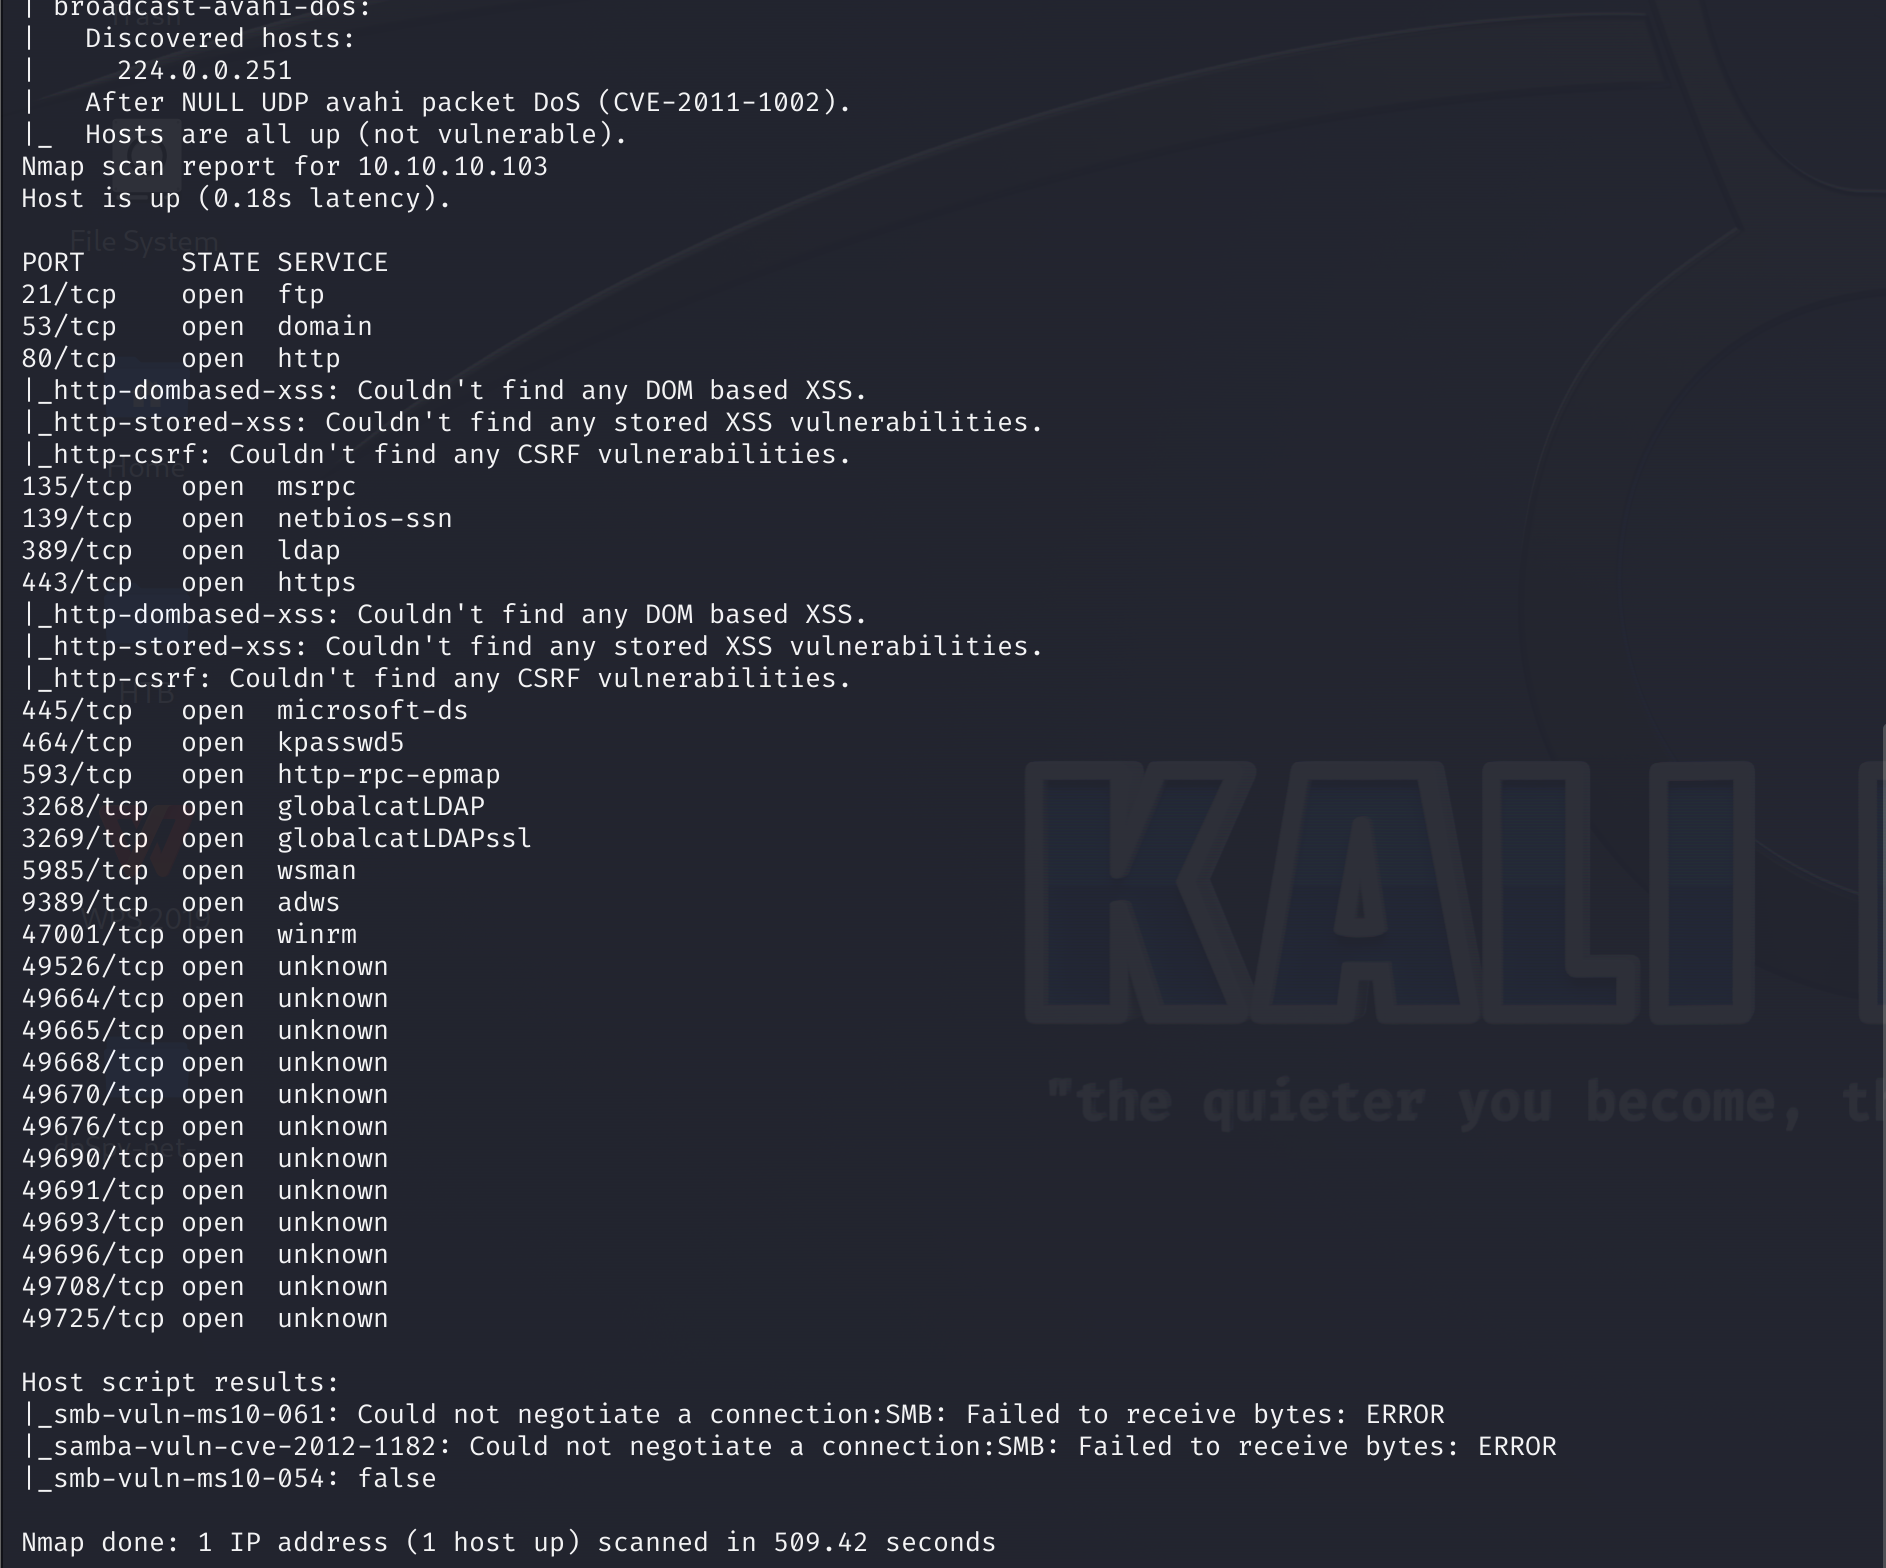 | broadcast-avahi-dos:
|   Discovered hosts:
|     224.0.0.251
|   After NULL UDP avahi packet DoS (CVE-2011-1002).
|_  Hosts are all up (not vulnerable).
Nmap scan report for 10.10.10.103
Host is up (0.18s latency).
File System
PORT      STATE SERVICE
21/tcp    open  ftp
53/tcp    open  domain
80/tcp    open  http
|_http-dombased-xss: Couldn't find any DOM based XSS.
|_http-stored-xss: Couldn't find any stored XSS vulnerabilities.
|_http-csrf: Couldn't find any CSRF vulnerabilities.
Home
135/tcp   open  msrpc
139/tcp   open  netbios-ssn
389/tcp   open  ldap
443/tcp   open  https
|_http-dombased-xss: Couldn't find any DOM based XSS.
|_http-stored-xss: Couldn't find any stored XSS vulnerabilities.
|_http-csrf: Couldn't find any CSRF vulnerabilities.
HTB
445/tcp   open  microsoft-ds
464/tcp   open  kpasswd5
593/tcp   open  http-rpc-epmap
3268/tcp  open  globalcatLDAP
3269/tcp  open  globalcatLDAPssl
5985/tcp  open  wsman
9389/tcp  open  adws
WPS 2019
47001/tcp open  winrm
49526/tcp open  unknown
49664/tcp open  unknown
49665/tcp open  unknown
49668/tcp open  unknown
49670/tcp open  unknown
49676/tcp open  unknown
49690/tcp open  unknown
49691/tcp open  unknown
49693/tcp open  unknown
49696/tcp open  unknown
49708/tcp open  unknown
49725/tcp open  unknown
KALI
"the quieter you become,
Host script results:
|_smb-vuln-ms10-061: Could not negotiate a connection:SMB: Failed to receive bytes: ERROR
|_samba-vuln-cve-2012-1182: Could not negotiate a connection:SMB: Failed to receive bytes: ERROR
|_smb-vuln-ms10-054: false
Nmap done: 1 IP address (1 host up) scanned in 509.42 seconds